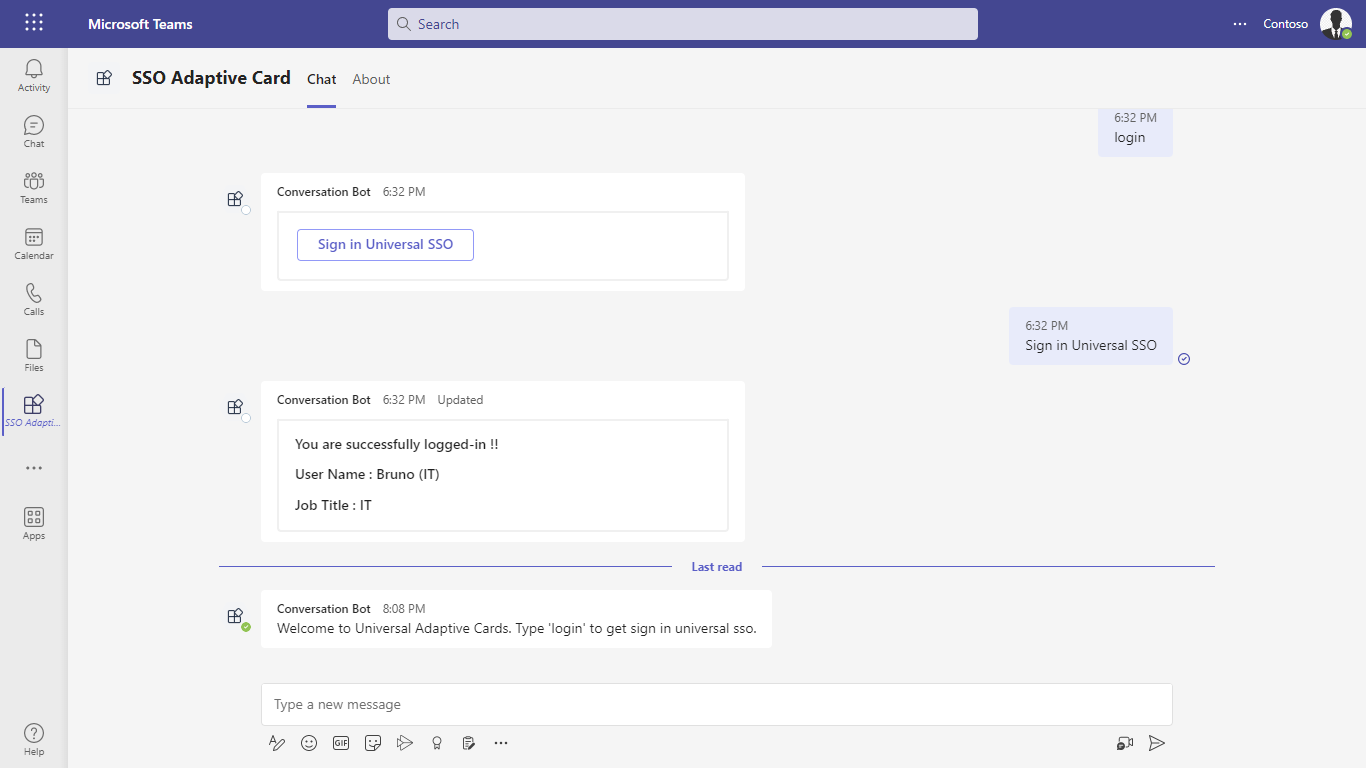 Microsoft Teams
Search
Contoso
Activity
Chat
Teams
Calendar
Calls
Files
SSO Adapti...
Apps
Help
SSO Adaptive Card
Chat
About
6:32 PM
login
Conversation Bot 6:32 PM
Sign in Universal SSO
6:32 PM
Sign in Universal SSO
Conversation Bot 6:32 PM Updated
You are successfully logged-in !!
User Name : Bruno (IT)
Job Title : IT
Last read
Conversation Bot 8:08 PM
Welcome to Universal Adaptive Cards. Type 'login' to get sign in universal sso.
Type a new message
GIF